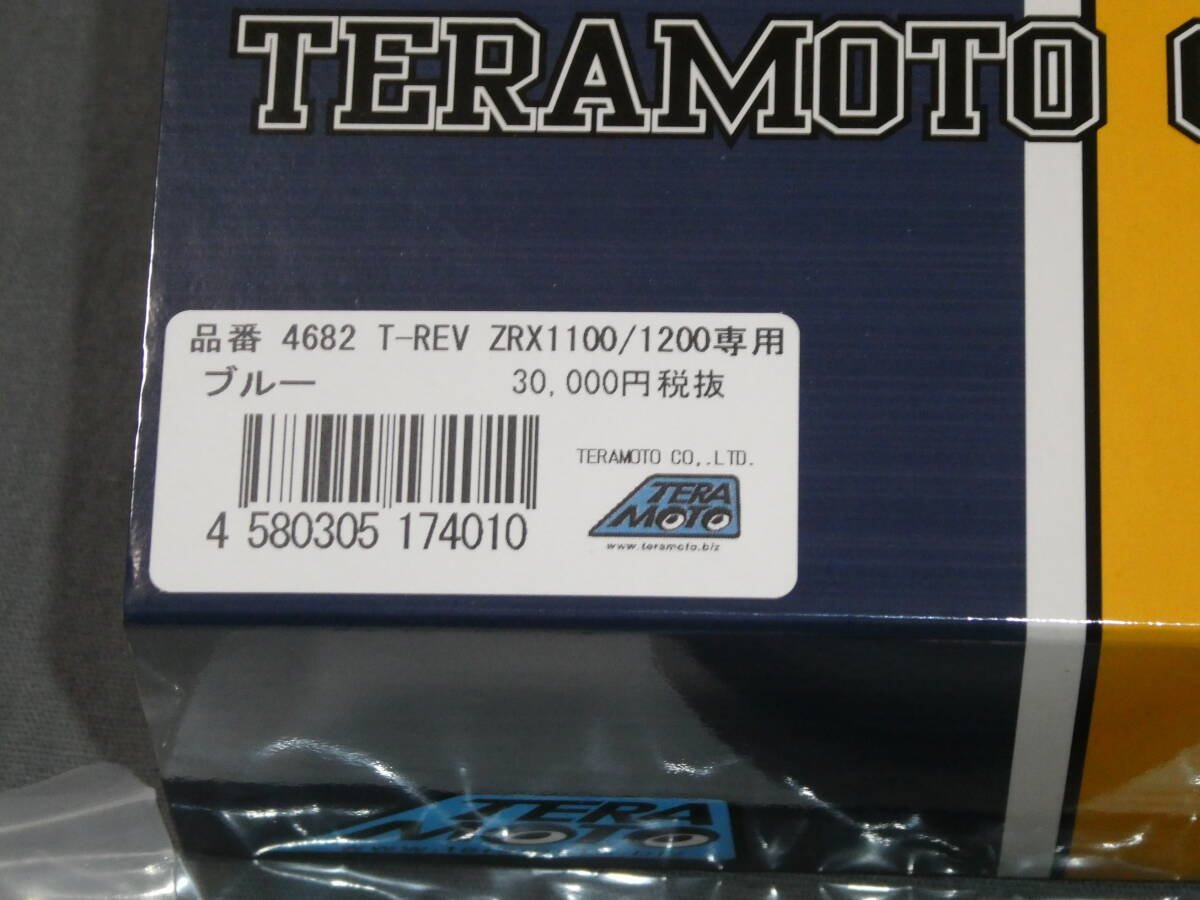 TERAMOTO
品番 4682 T-REV ZRX1100/1200専用
ブルー 30,000円税抜
TERAMOTO CO,.LTD.
TERA
MOTO
www.teramoto.biz
4 580305 174010
TERA
MOTO